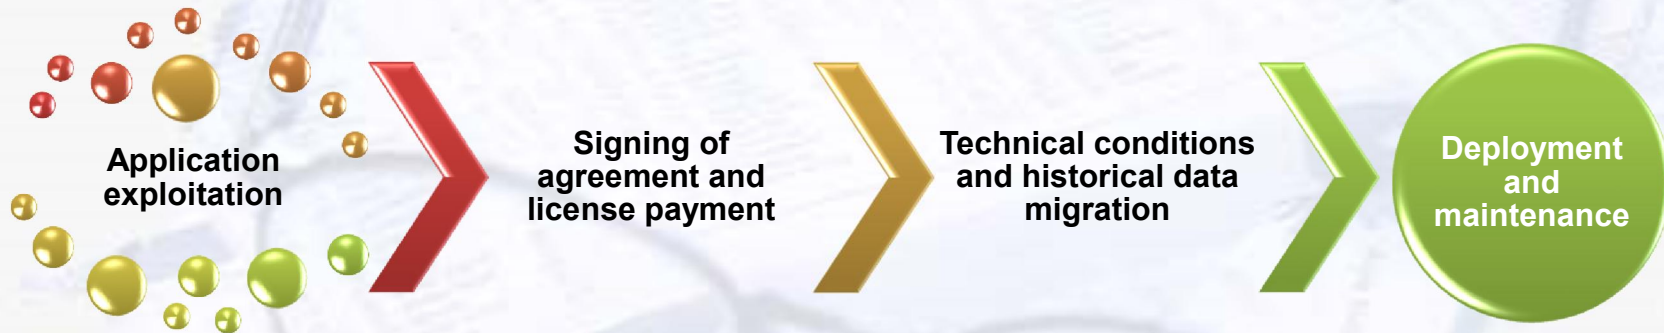 Application
exploitation
Signing of
agreement and
license payment
Technical conditions
and historical data
migration
Deployment
and
maintenance